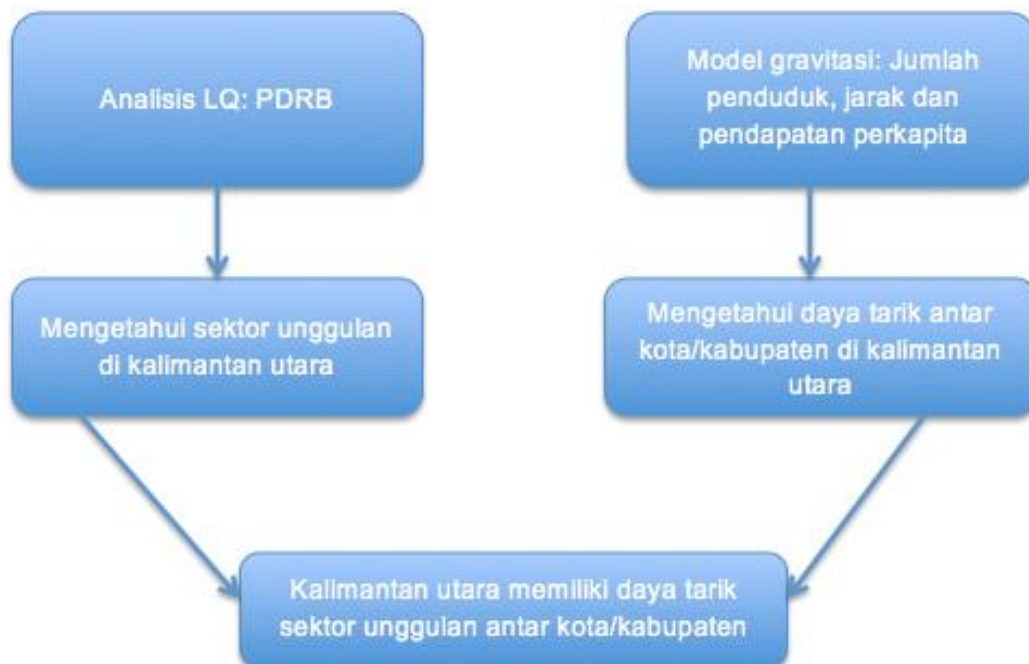 Analisis LQ: PDRB
Model gravitasi: Jumlah
penduduk, jarak dan
pendapatan perkapita
Mengetahui sektor unggulan
di kalimantan utara
Mengetahui daya tarik antar
kota/kabupaten di kalimantan
utara
Kalimantan utara memiliki daya tarik
sektor unggulan antar kota/kabupaten